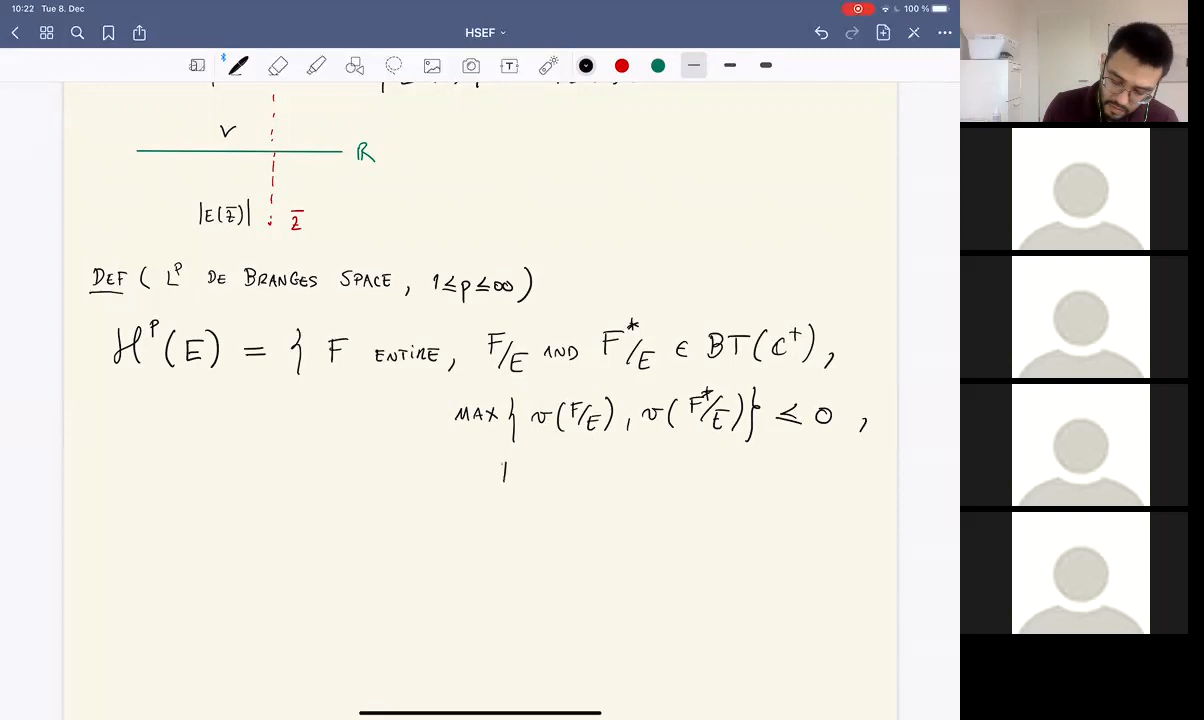 10:22 Tue 8. Dec
100 %
HSEF
V
ℝ
|E(z̄)|
z̄
DEF ( L^p DE BRANGES SPACE , 1≤p≤∞)
H^p(E) = { F ENTIRE, F/E AND F*/E ∈ BT(ℂ⁺) ,
MAX { v(F/E) , v(F*/E) } ≤ 0 ,